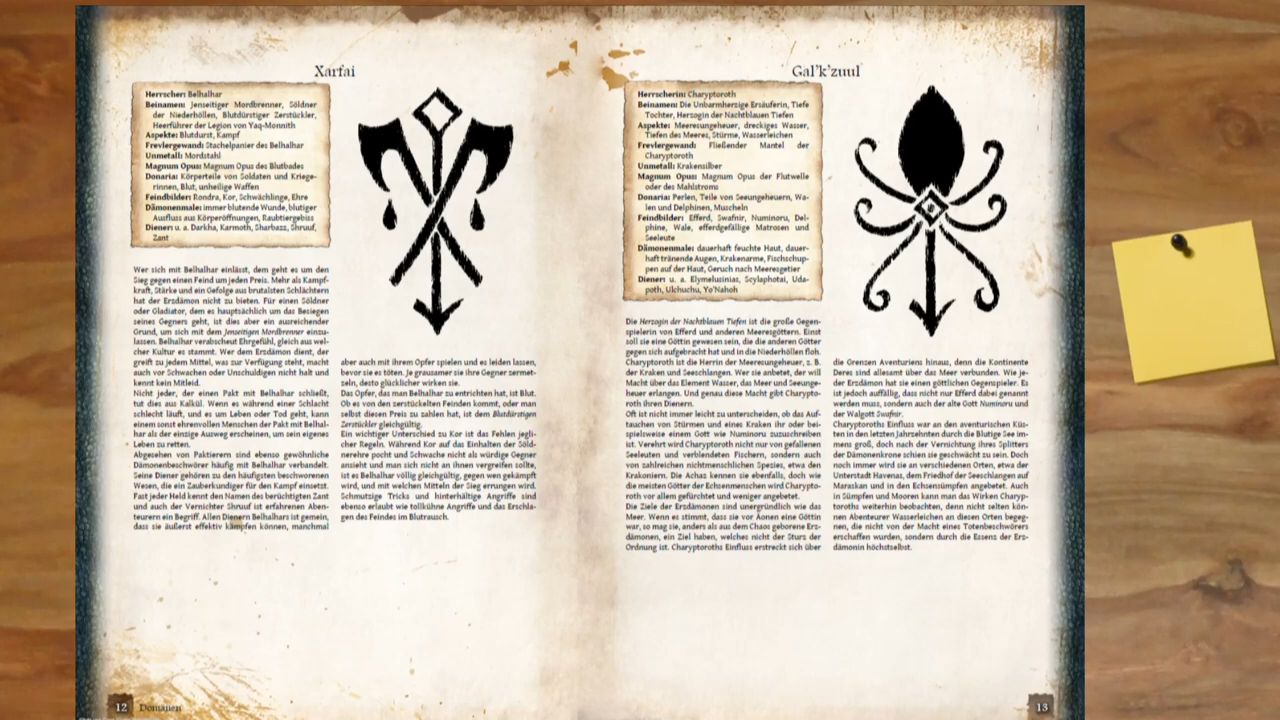 Xarfai
Herrscher: Belhalhar
Beinamen: Jenseitiger Mordbrenner, Söldner
der Niederhöllen, Blutdürstiger Zerstückler,
Heerführer der Legion von Yaq-Monnith
Aspekte: Blutdurst, Kampf
Frevlergewand: Stachelpanier des Belhalhar
Unmetall: Mordstahl
Magnum Opus: Magnum Opus des Blutbades
Donaria: Körperteile von Soldaten und Kriege-
rinnen, Blut, unheilige Waffen
Feindbilder: Rondra, Kor, Schwächlinge, Ehre
Dämonenmale: immer blutende Wunde, blutiger
Ausfluss aus Körperöffnungen, Raubtiergebiss
Diener: u. a. Darkha, Karmoth, Sharbazz, Shruuf,
Zant
Wer sich mit Belhalhar einlässt, dem geht es um den
Sieg gegen einen Feind um jeden Preis. Mehr als Kampf-
kraft, Stärke und ein Gefolge aus brutalsten Schlächtern
hat der Erzdämon nicht zu bieten. Für einen Söldner
oder Gladiator, dem es hauptsächlich um das Besiegen
seines Gegners geht, ist dies aber ein ausreichender
Grund, um sich mit dem Jenseitigen Mordbrenner einzu-
lassen. Belhalhar verabscheut Ehrgefühl, gleich aus wel-
cher Kultur es stammt. Wer dem Erzdämon dient, der
greift zu jedem Mittel, was zur Verfügung steht, macht
auch vor Schwachen oder Unschuldigen nicht halt und
kennt kein Mitleid.
Nicht jeder, der einen Pakt mit Belhalhar schließt,
tut dies aus Kalkül. Wenn es während einer Schlacht
schlecht läuft, und es um Leben oder Tod geht, kann
einem sonst ehrenvollen Menschen der Pakt mit Belhal-
har als der einzige Ausweg erscheinen, um sein eigenes
Leben zu retten.
Abgesehen von Paktierern sind ebenso gewöhnliche
Dämonenbeschwörer häufig mit Belhalhar verbandelt.
Seine Diener gehören zu den häufigsten beschworenen
Wesen, die ein Zauberkundiger für den Kampf einsetzt.
Fast jeder Held kennt den Namen des berüchtigten Zant
und auch der Vernichter Shruuf ist erfahrenen Aben-
teurern ein Begriff. Allen Dienern Belhalhars ist gemein,
dass sie äußerst effektiv kämpfen können, manchmal
aber auch mit ihrem Opfer spielen und es leiden lassen,
bevor sie es töten. Je grausamer sie ihre Gegner zermet-
zeln, desto glücklicher wirken sie.
Das Opfer, das man Belhalhar zu entrichten hat, ist Blut.
Ob es von den zerstückelten Feinden kommt, oder man
selbst diesen Preis zu zahlen hat, ist dem Blutdürstigen
Zerstückler gleichgültig.
Ein wichtiger Unterschied zu Kor ist das Fehlen jegli-
cher Regeln. Während Kor auf das Einhalten der Söld-
nerehre pocht und Schwache nicht als würdige Gegner
ansieht und man sich nicht an ihnen vergreifen sollte,
ist es Belhalhar völlig gleichgültig, gegen wen gekämpft
wird, und mit welchen Mitteln der Sieg errungen wird.
Schmutzige Tricks und hinterhältige Angriffe sind
ebenso erlaubt wie tollkühne Angriffe und das Erschla-
gen des Feindes im Blutrausch.
12 Domänen
Gal'k'zuul
Herrscherin: Charyptoroth
Beinamen: Die Unbarmherzige Ersäuferin, Tiefe
Tochter, Herzogin der Nachtblauen Tiefen
Aspekte: Meeresungeheuer, dreckiges Wasser,
Tiefen des Meeres, Stürme, Wasserleichen
Frevlergewand: Fließender Mantel der
Charyptoroth
Unmetall: Krakensilber
Magnum Opus: Magnum Opus der Flutwelle
oder des Mahlstroms
Donaria: Perlen, Teile von Seeungeheuern, Wa-
len und Delphinen, Muscheln
Feindbilder: Efferd, Swafnir, Numinoru, Del-
phine, Wale, efferdgefällige Matrosen und
Seeleute
Dämonenmale: dauerhaft feuchte Haut, dauer-
haft tränende Augen, Krakenarme, Fischschup-
pen auf der Haut, Geruch nach Meeresgetier
Diener: u. a. Elymelusinias, Scylaphotai, Uda-
poth, Ulchuchu, Yo'Nahoh
Die Herzogin der Nachtblaum Tiefen ist die große Gegen-
spielerin von Efferd und anderen Meeresgöttern. Einst
soll sie eine Göttin gewesen sein, die die anderen Götter
gegen sich aufgebracht hat und in die Niederhöllen floh.
Charyptoroth ist die Herrin der Meeresungeheuer, z. B.
der Kraken und Seeschlangen. Wer sie anbetet, der will
Macht über das Element Wasser, das Meer und Seeunge-
heuer erlangen. Und genau diese Macht gibt Charypto-
roth ihren Dienern.
Oft ist nicht immer leicht zu unterscheiden, ob das Auf-
tauchen von Stürmen und eines Kraken ihr oder bei-
spielsweise einem Gott wie Numinoru zuzuschreiben
ist. Verehrt wird Charyptoroth nicht nur von gefallenen
Seeleuten und verblendeten Fischern, sondern auch
von zahlreichen nichtmenschlichen Spezies, etwa den
Krakoniern. Die Achaz kennen sie ebenfalls, doch wie
die meisten Götter der Echsenmenschen wird Charypto-
roth vor allem gefürchtet und weniger angebetet.
Die Ziele der Erzdämonen sind unergründlich wie das
Meer. Wenn es stimmt, dass sie vor Äonen eine Göttin
war, so mag sie, anders als aus dem Chaos geborene Erz-
dämonen, ein Ziel haben, welches nicht der Sturz der
Ordnung ist. Charyptoroths Einfluss erstreckt sich über
die Grenzen Aventuriens hinaus, denn die Kontinente
Deres sind allesamt über das Meer verbunden. Wie je-
der Erzdämon hat sie einen göttlichen Gegenspieler. Es
ist jedoch auffällig, dass nicht nur Efferd dabei genannt
werden muss, sondern auch der alte Gott Numinoru und
der Walgott Swafnir.
Charyptoroths Einfluss war an den aventurischen Küs-
ten in den letzten Jahrzehnten durch die Blutige See im-
mens groß, doch nach der Vernichtung ihres Splitters
der Dämonenkrone schien sie geschwächt zu sein. Doch
noch immer wird sie an verschiedenen Orten, etwa der
Unterstadt Havenas, dem Friedhof der Seeschlangen auf
Maraskan und in den Echsensümpfen angebetet. Auch
in Sümpfen und Mooren kann man das Wirken Charyp-
toroths weiterhin beobachten, denn nicht selten kön-
nen Abenteurer Wasserleichen an diesen Orten begeg-
nen, die nicht von der Macht eines Totenbeschwörers
erschaffen wurden, sondern durch die Essenz der Erz-
dämonin höchstselbst.
13